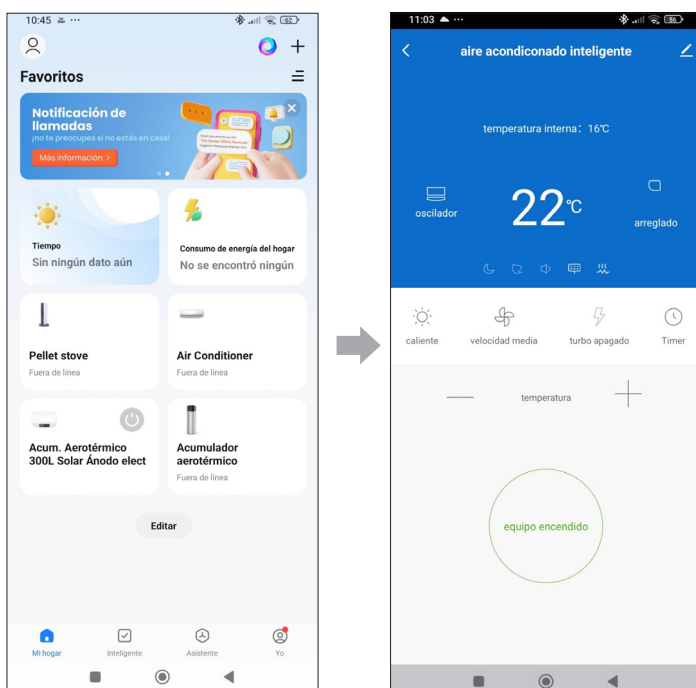 10:45
62
Favoritos
Notificación de
llamadas
¡no te preocupes si no estás en casa!
Más información >
Tiempo
Sin ningún dato aún
Consumo de energía del hogar
No se encontró ningún
Pellet stove
Fuera de línea
Air Conditioner
Fuera de línea
Acum. Aerotérmico
300L Solar Ánodo elect
Acumulador
aerotérmico
Fuera de línea
Editar
Mi hogar
Inteligente
Asistente
Yo
11:03
56
aire acondiconado inteligente
temperatura interna: 16℃
oscilador
22℃
arreglado
caliente
velocidad media
turbo apagado
Timer
temperatura
equipo encendido